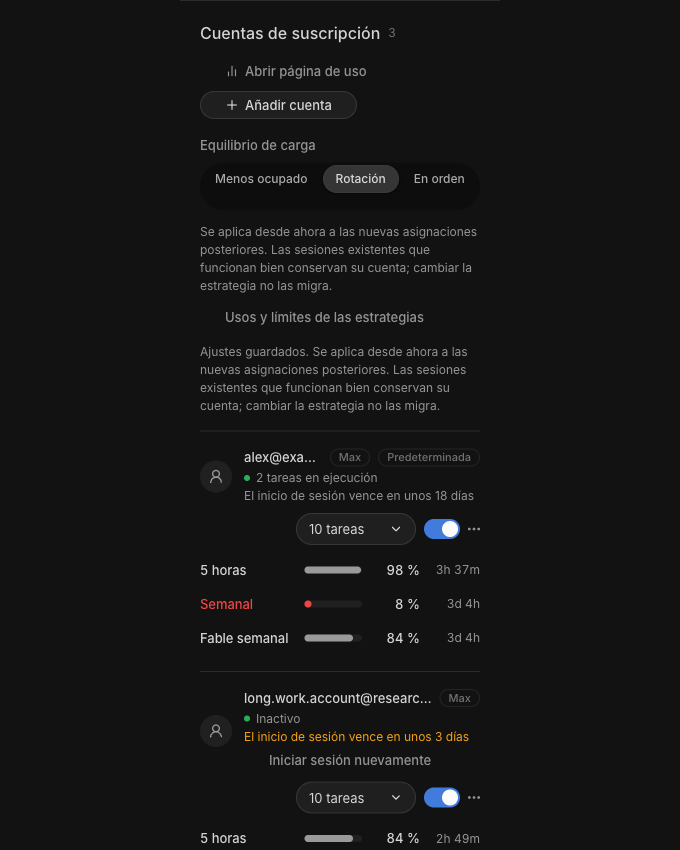 Cuentas de suscripción 3
Abrir página de uso
+ Añadir cuenta
Equilibrio de carga
Menos ocupado Rotación En orden
Se aplica desde ahora a las nuevas asignaciones
posteriores. Las sesiones existentes que
funcionan bien conservan su cuenta; cambiar la
estrategia no las migra.
Usos y límites de las estrategias
Ajustes guardados. Se aplica desde ahora a las
nuevas asignaciones posteriores. Las sesiones
existentes que funcionan bien conservan su
cuenta; cambiar la estrategia no las migra.
alex@exa... Max Predeterminada
2 tareas en ejecución
El inicio de sesión vence en unos 18 días
10 tareas
5 horas 98 % 3h 37m
Semanal 8 % 3d 4h
Fable semanal 84 % 3d 4h
long.work.account@researc... Max
Inactivo
El inicio de sesión vence en unos 3 días
Iniciar sesión nuevamente
10 tareas
5 horas 84 % 2h 49m